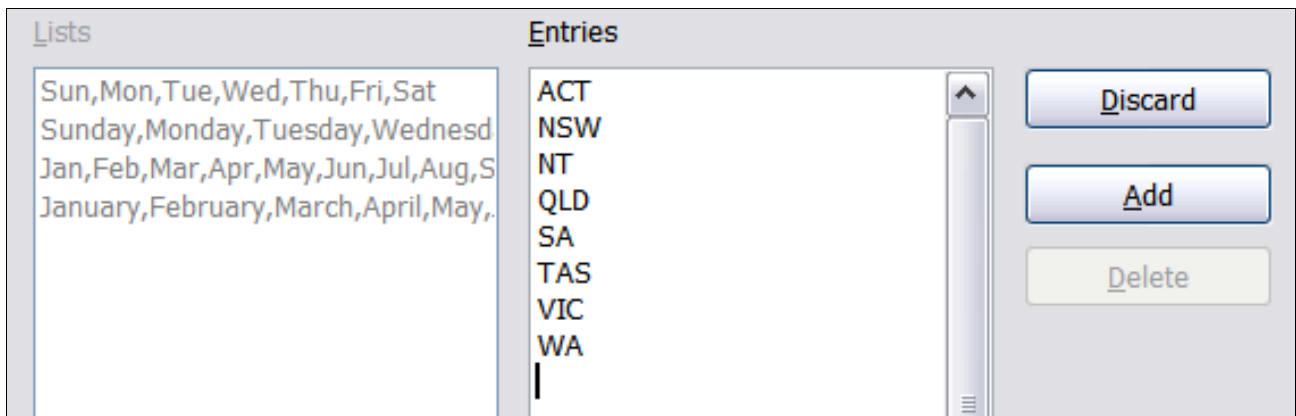 Lists
Sun,Mon,Tue,Wed,Thu,Fri,Sat
Sunday,Monday,Tuesday,Wednesd
Jan,Feb,Mar,Apr,May,Jun,Jul,Aug,S
January,February,March,April,May,.
Entries
ACT
NSW
NT
QLD
SA
TAS
VIC
WA
Discard
Add
Delete